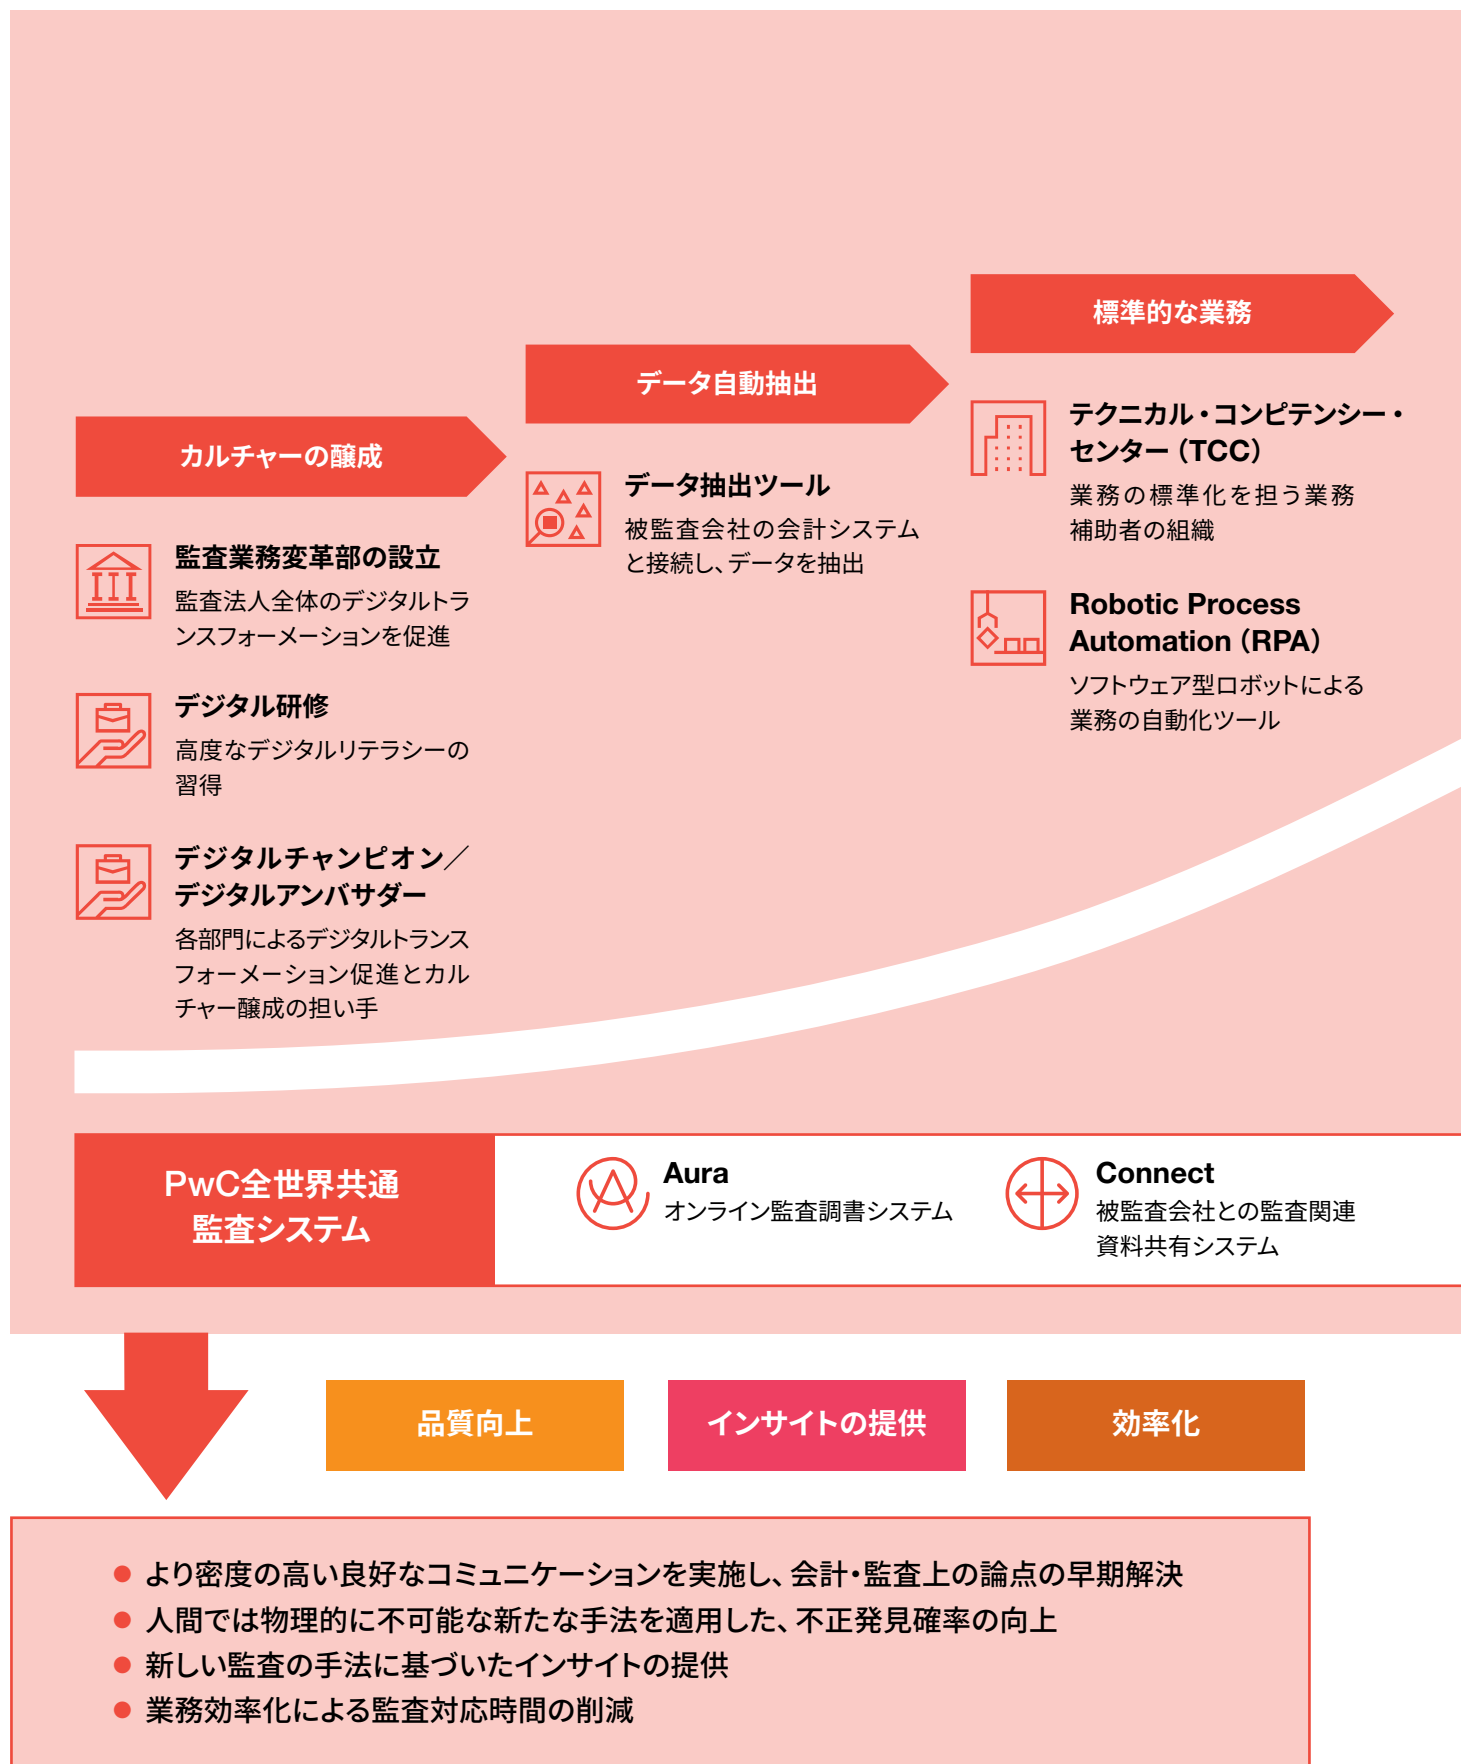 カルチャーの醸成
監査業務変革部の設立
監査法人全体のデジタルトラ
ンスフォーメーションを促進
デジタル研修
高度なデジタルリテラシーの
習得
デジタルチャンピオン／
デジタルアンバサダー
各部門によるデジタルトランス
フォーメーション促進とカル
チャー醸成の担い手
データ自動抽出
データ抽出ツール
被監査会社の会計システム
と接続し、データを抽出
標準的な業務
テクニカル・コンピテンシー・
センター（TCC）
業務の標準化を担う業務
補助者の組織
Robotic Process
Automation（RPA）
ソフトウェア型ロボットによる
業務の自動化ツール
PwC全世界共通
監査システム
Aura
オンライン監査調書システム
Connect
被監査会社との監査関連
資料共有システム
品質向上
インサイトの提供
効率化
● より密度の高い良好なコミュニケーションを実施し、会計・監査上の論点の早期解決
● 人間では物理的に不可能な新たな手法を適用した、不正発見確率の向上
● 新しい監査の手法に基づいたインサイトの提供
● 業務効率化による監査対応時間の削減